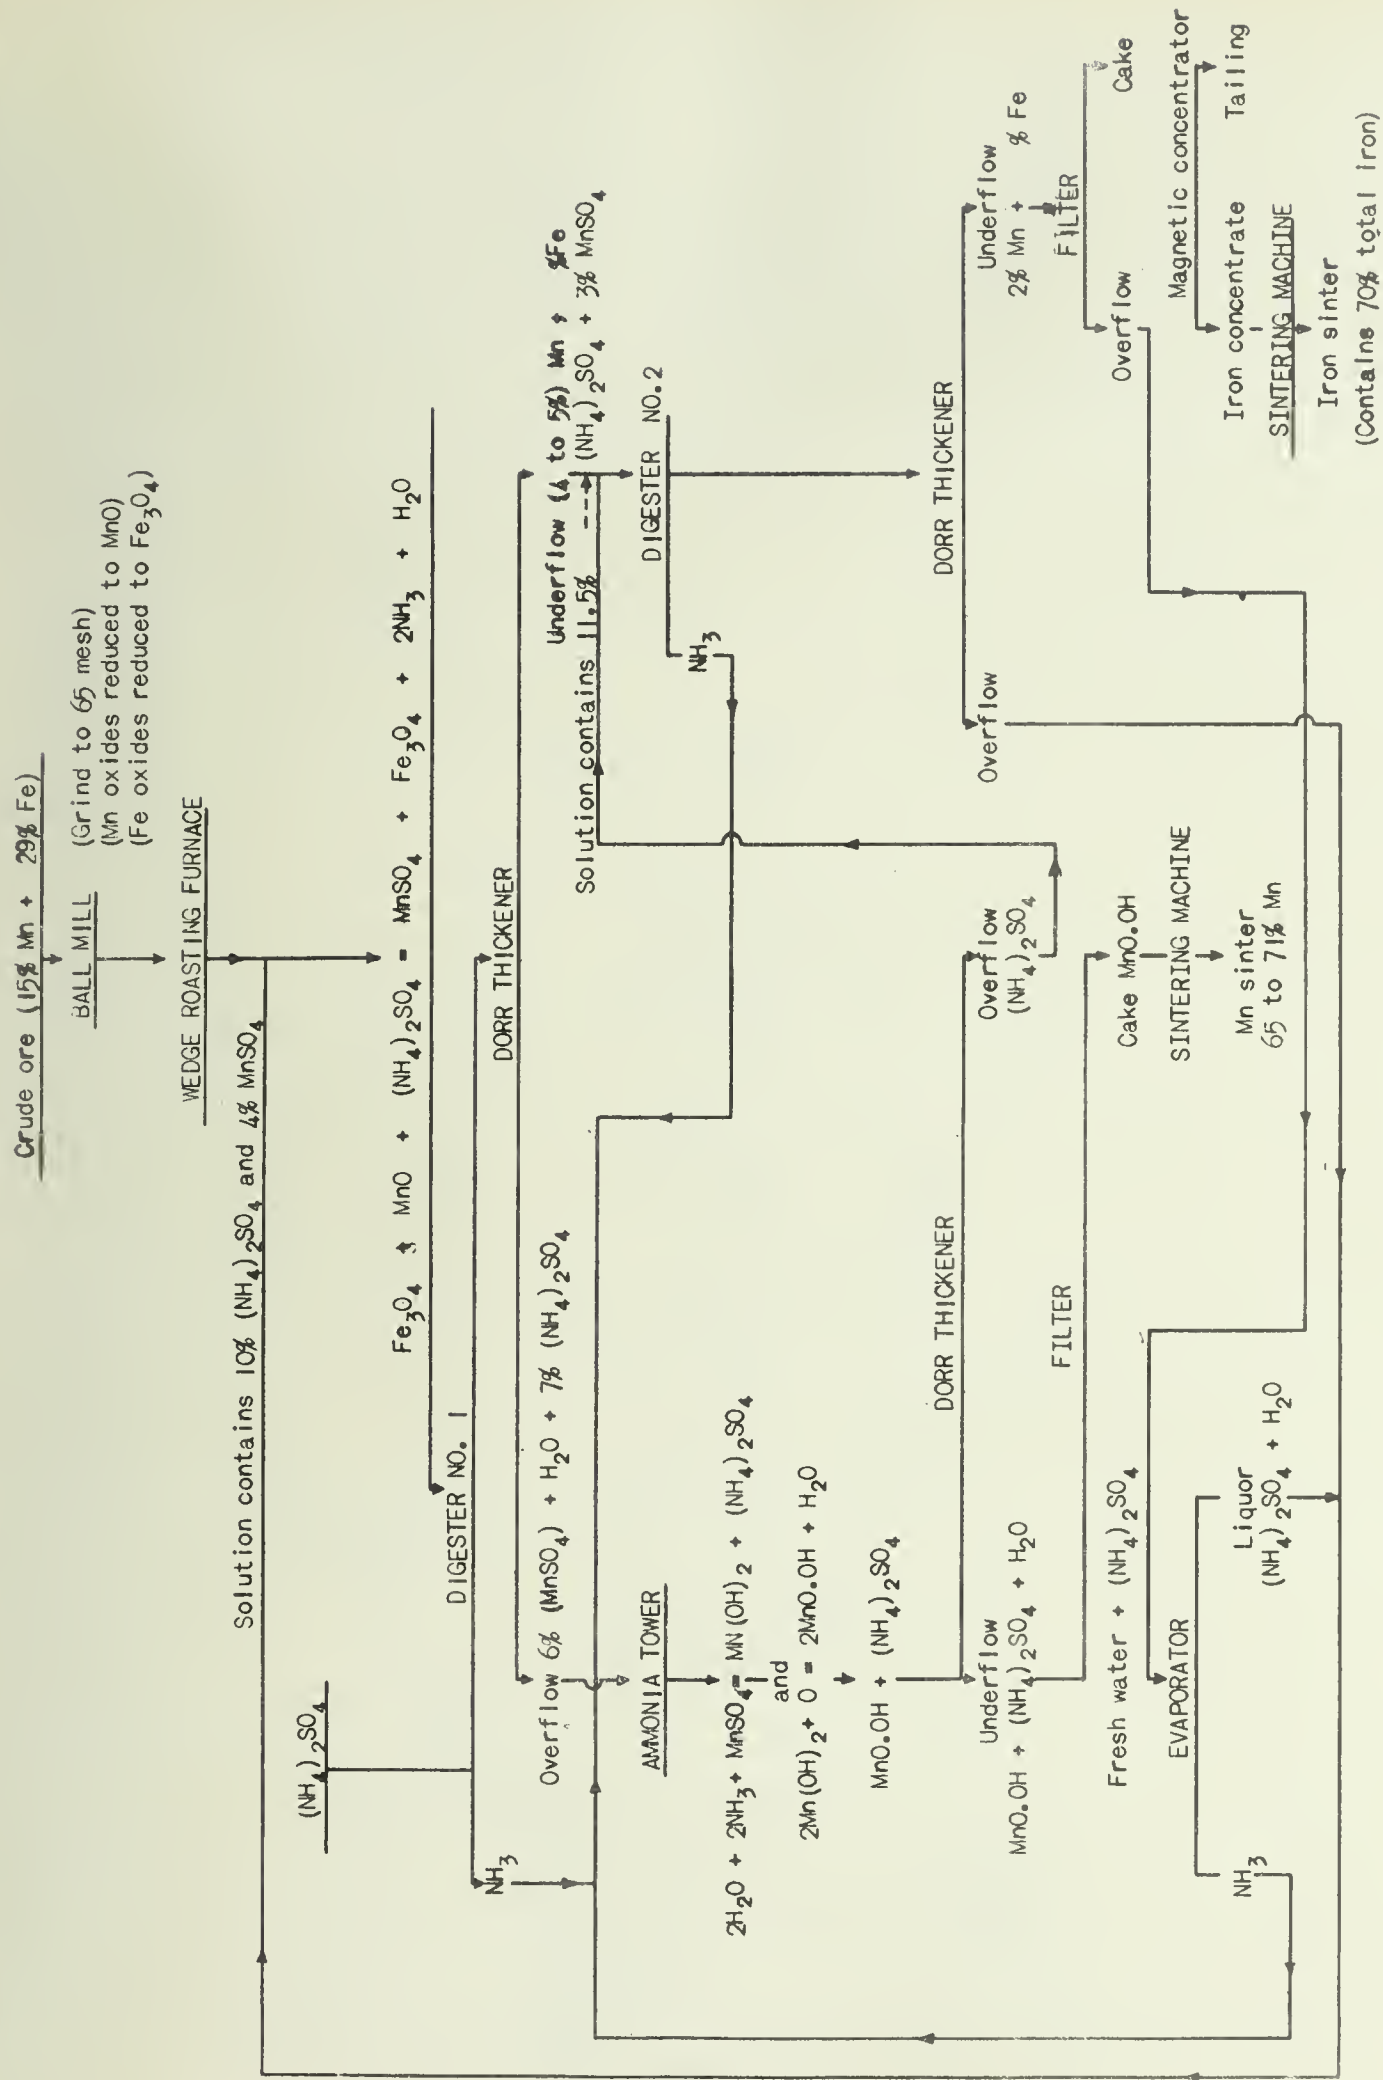 Crude ore (15% Mn + 29% Fe)
BALL MILL
(Grind to 65 mesh)
(Mn oxides reduced to MnO)
(Fe oxides reduced to Fe3O4)
WEDGE ROASTING FURNACE
Solution contains 10% (NH4)2SO4 and 4% MnSO4
(NH4)2SO4
Fe3O4 + MnO + (NH4)2SO4 = MnSO4 + Fe3O4 + 2NH3 + H2O
DIGESTER NO. 1
NH3
DORR THICKENER
Overflow 6% (MnSO4) + H2O + 7% (NH4)2SO4
Underflow (4 to 5%) Mn + %Fe
Solution contains 11.5% (NH4)2SO4 + 3% MnSO4
DIGESTER NO.2
NH3
AMMONIA TOWER
2H2O + 2NH3 + MnSO4 = MN(OH)2 + (NH4)2SO4
and
2Mn(OH)2 + O = 2MnO.OH + H2O
MnO.OH + (NH4)2SO4
DORR THICKENER
DORR THICKENER
Underflow
MnO.OH + (NH4)2SO4 + H2O
Overflow
(NH4)2SO4
Overflow
Underflow
2% Mn + % Fe
FILTER
FILTER
Fresh water + (NH4)2SO4
Cake MnO.OH
Overflow
Cake
EVAPORATOR
SINTERING MACHINE
Magnetic concentrator
NH3
Liquor
(NH4)2SO4 + H2O
Mn sinter
65 to 71% Mn
Iron concentrate
Tailing
SINTERING MACHINE
Iron sinter
(Contains 70% total iron)